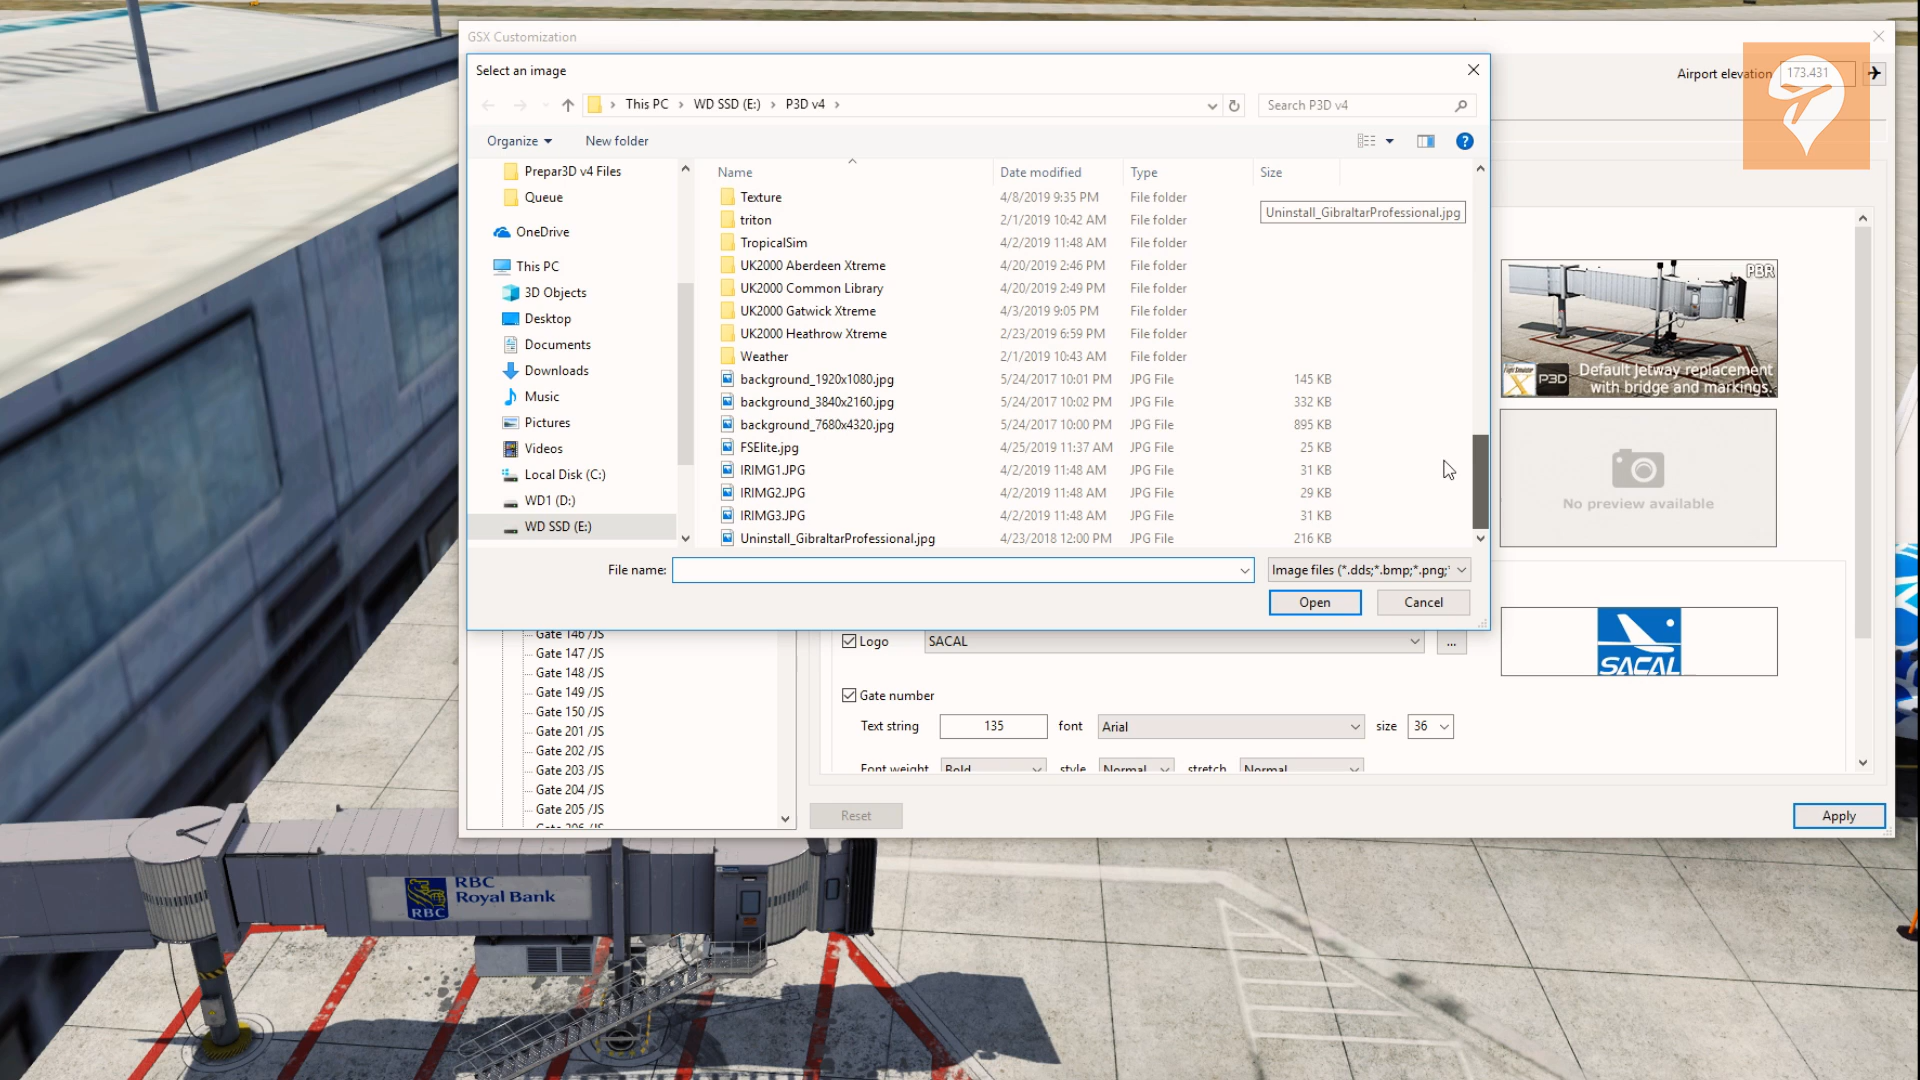 GSX Customization
Select an image
Airport elevation 173.431
This PC > WD SSD (E:) > P3D v4 >
Search P3D v4
Organize New folder
Name Date modified Type Size
Prepar3D v4 Files
Queue
OneDrive
This PC
3D Objects
Desktop
Documents
Downloads
Music
Pictures
Videos
Local Disk (C:)
WD1 (D:)
WD SSD (E:)
Texture 4/8/2019 9:35 PM File folder
Uninstall_GibraltarProfessional.jpg
triton 2/1/2019 10:42 AM File folder
TropicalSim 4/2/2019 11:48 AM File folder
UK2000 Aberdeen Xtreme 4/20/2019 2:46 PM File folder
UK2000 Common Library 4/20/2019 2:49 PM File folder
UK2000 Gatwick Xtreme 4/3/2019 9:05 PM File folder
UK2000 Heathrow Xtreme 2/23/2019 6:59 PM File folder
Weather 2/1/2019 10:43 AM File folder
background_1920x1080.jpg 5/24/2017 10:01 PM JPG File 145 KB
background_3840x2160.jpg 5/24/2017 10:02 PM JPG File 332 KB
background_7680x4320.jpg 5/24/2017 10:00 PM JPG File 895 KB
FSElite.jpg 4/25/2019 11:37 AM JPG File 25 KB
IRIMG1.JPG 4/2/2019 11:48 AM JPG File 31 KB
IRIMG2.JPG 4/2/2019 11:48 AM JPG File 29 KB
IRIMG3.JPG 4/2/2019 11:48 AM JPG File 31 KB
Uninstall_GibraltarProfessional.jpg 4/23/2018 12:00 PM JPG File 216 KB
File name: Image files (*.dds;*.bmp;*.png;*
Open Cancel
PBR
X P3D
Default Jetway replacement
with bridge and markings.
No preview available
SACAL
Gate 146 /JS
Gate 147 /JS
Gate 148 /JS
Gate 149 /JS
Gate 150 /JS
Gate 201 /JS
Gate 202 /JS
Gate 203 /JS
Gate 204 /JS
Gate 205 /JS
Gate 206 /JS
Logo SACAL ...
Gate number
Text string 135 font Arial size 36
Font weight Bold style Normal stretch Normal
Reset Apply
RBC
RBC
Royal Bank